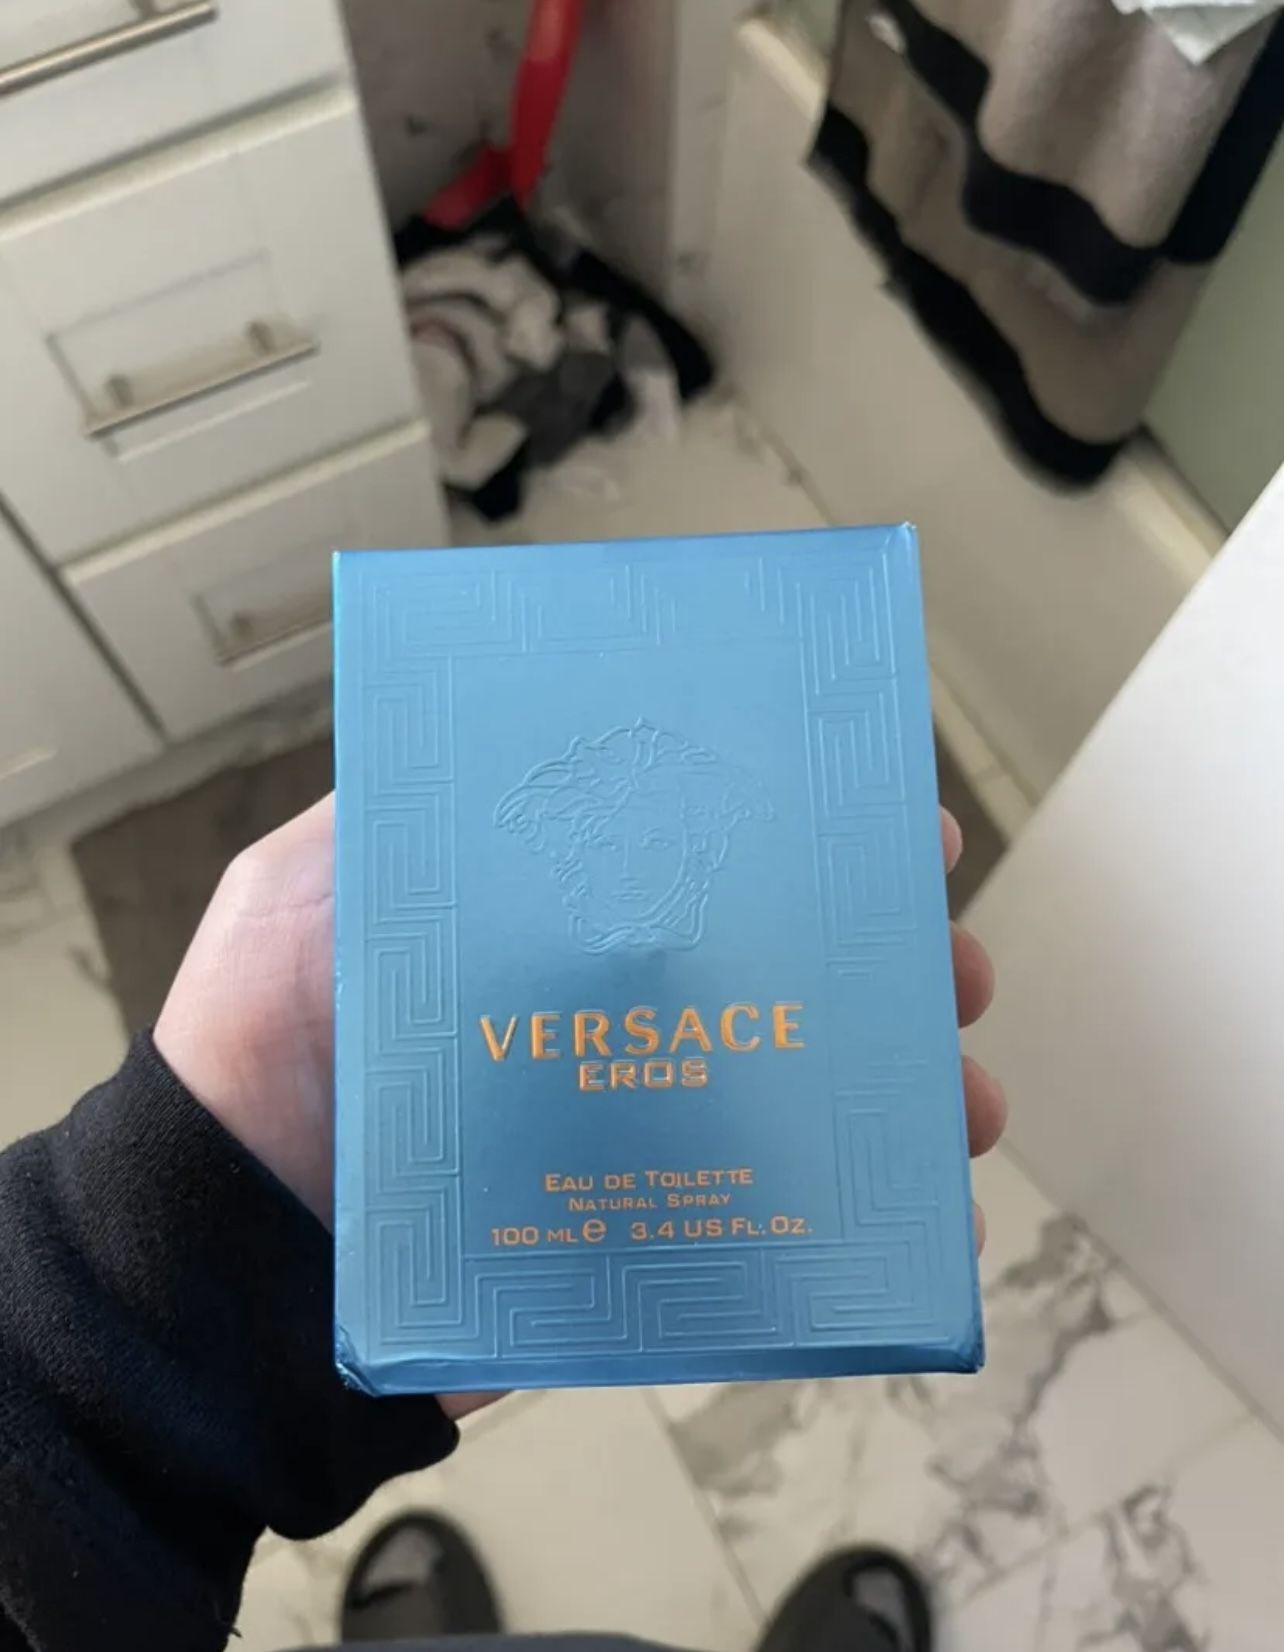 VERSACE
EROS
EAU DE TOILETTE
NATURAL SPRAY
100 ML ℮ 3.4 US FL. OZ.